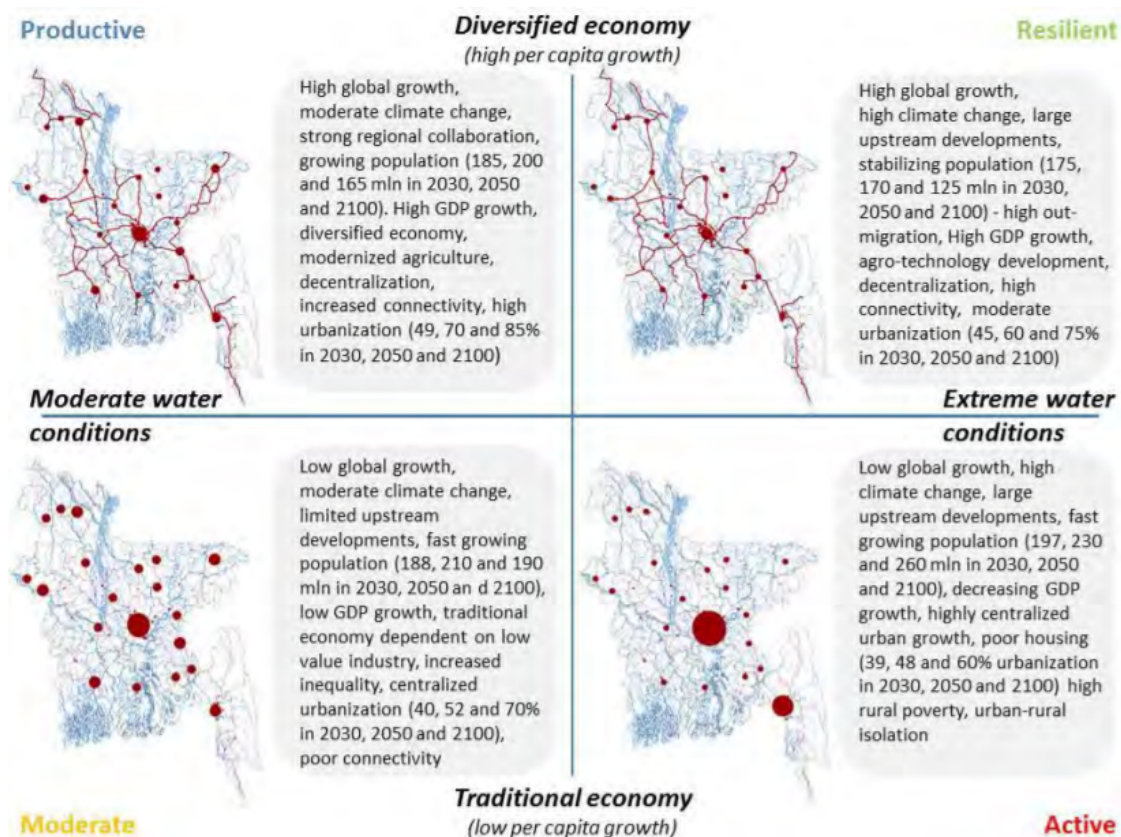 Productive
Diversified economy
(high per capita growth)
Resilient
High global growth,
moderate climate change,
strong regional collaboration,
growing population (185, 200
and 165 mln in 2030, 2050
and 2100). High GDP growth,
diversified economy,
modernized agriculture,
decentralization,
increased connectivity, high
urbanization (49, 70 and 85%
in 2030, 2050 and 2100)
High global growth,
high climate change, large
upstream developments,
stabilizing population (175,
170 and 125 mln in 2030,
2050 and 2100) - high out-
migration, High GDP growth,
agro-technology development,
decentralization, high
connectivity, moderate
urbanization (45, 60 and 75%
in 2030, 2050 and 2100)
Moderate water
conditions
Extreme water
conditions
Low global growth,
moderate climate change,
limited upstream
developments, fast growing
population (188, 210 and 190
mln in 2030, 2050 an d 2100),
low GDP growth, traditional
economy dependent on low
value industry, increased
inequality, centralized
urbanization (40, 52 and 70%
in 2030, 2050 and 2100),
poor connectivity
Low global growth, high
climate change, large
upstream developments, fast
growing population (197, 230
and 260 mln in 2030, 2050
and 2100), decreasing GDP
growth, highly centralized
urban growth, poor housing
(39, 48 and 60% urbanization
in 2030, 2050 and 2100) high
rural poverty, urban-rural
isolation
Moderate
Traditional economy
(low per capita growth)
Active